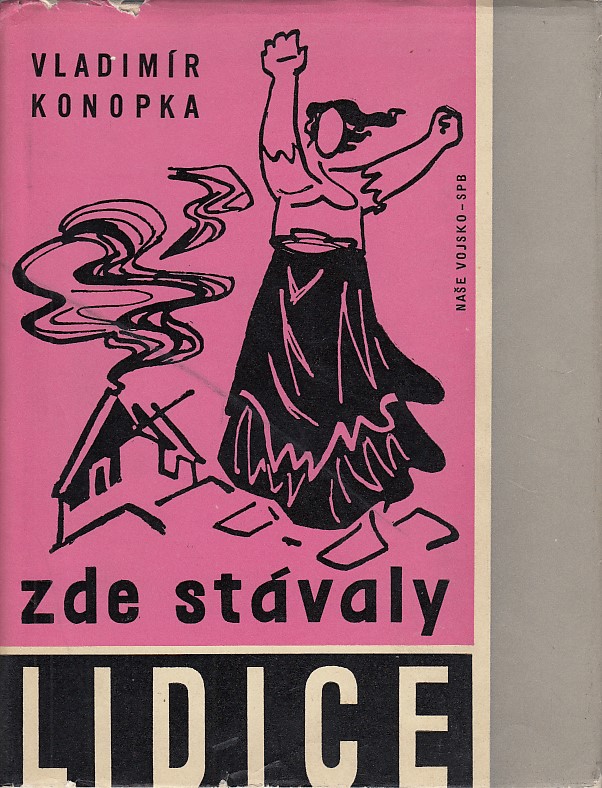 VLADIMÍR
KONOPKA
NAŠE VOJSKO – SPB
zde stávaly
LIDICE